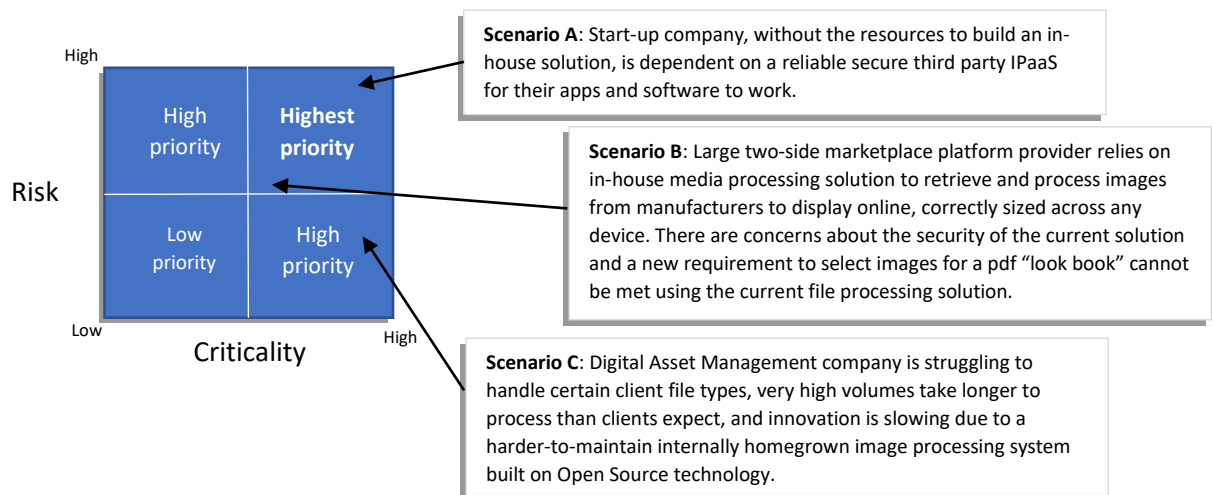 Scenario A: Start-up company, without the resources to build an in-
house solution, is dependent on a reliable secure third party IPaaS
for their apps and software to work.
High
High
priority
Highest
priority
Scenario B: Large two-side marketplace platform provider relies on
in-house media processing solution to retrieve and process images
from manufacturers to display online, correctly sized across any
device. There are concerns about the security of the current solution
and a new requirement to select images for a pdf “look book” cannot
be met using the current file processing solution.
Risk
Low
priority
High
priority
Low
High
Criticality
Scenario C: Digital Asset Management company is struggling to
handle certain client file types, very high volumes take longer to
process than clients expect, and innovation is slowing due to a
harder-to-maintain internally homegrown image processing system
built on Open Source technology.